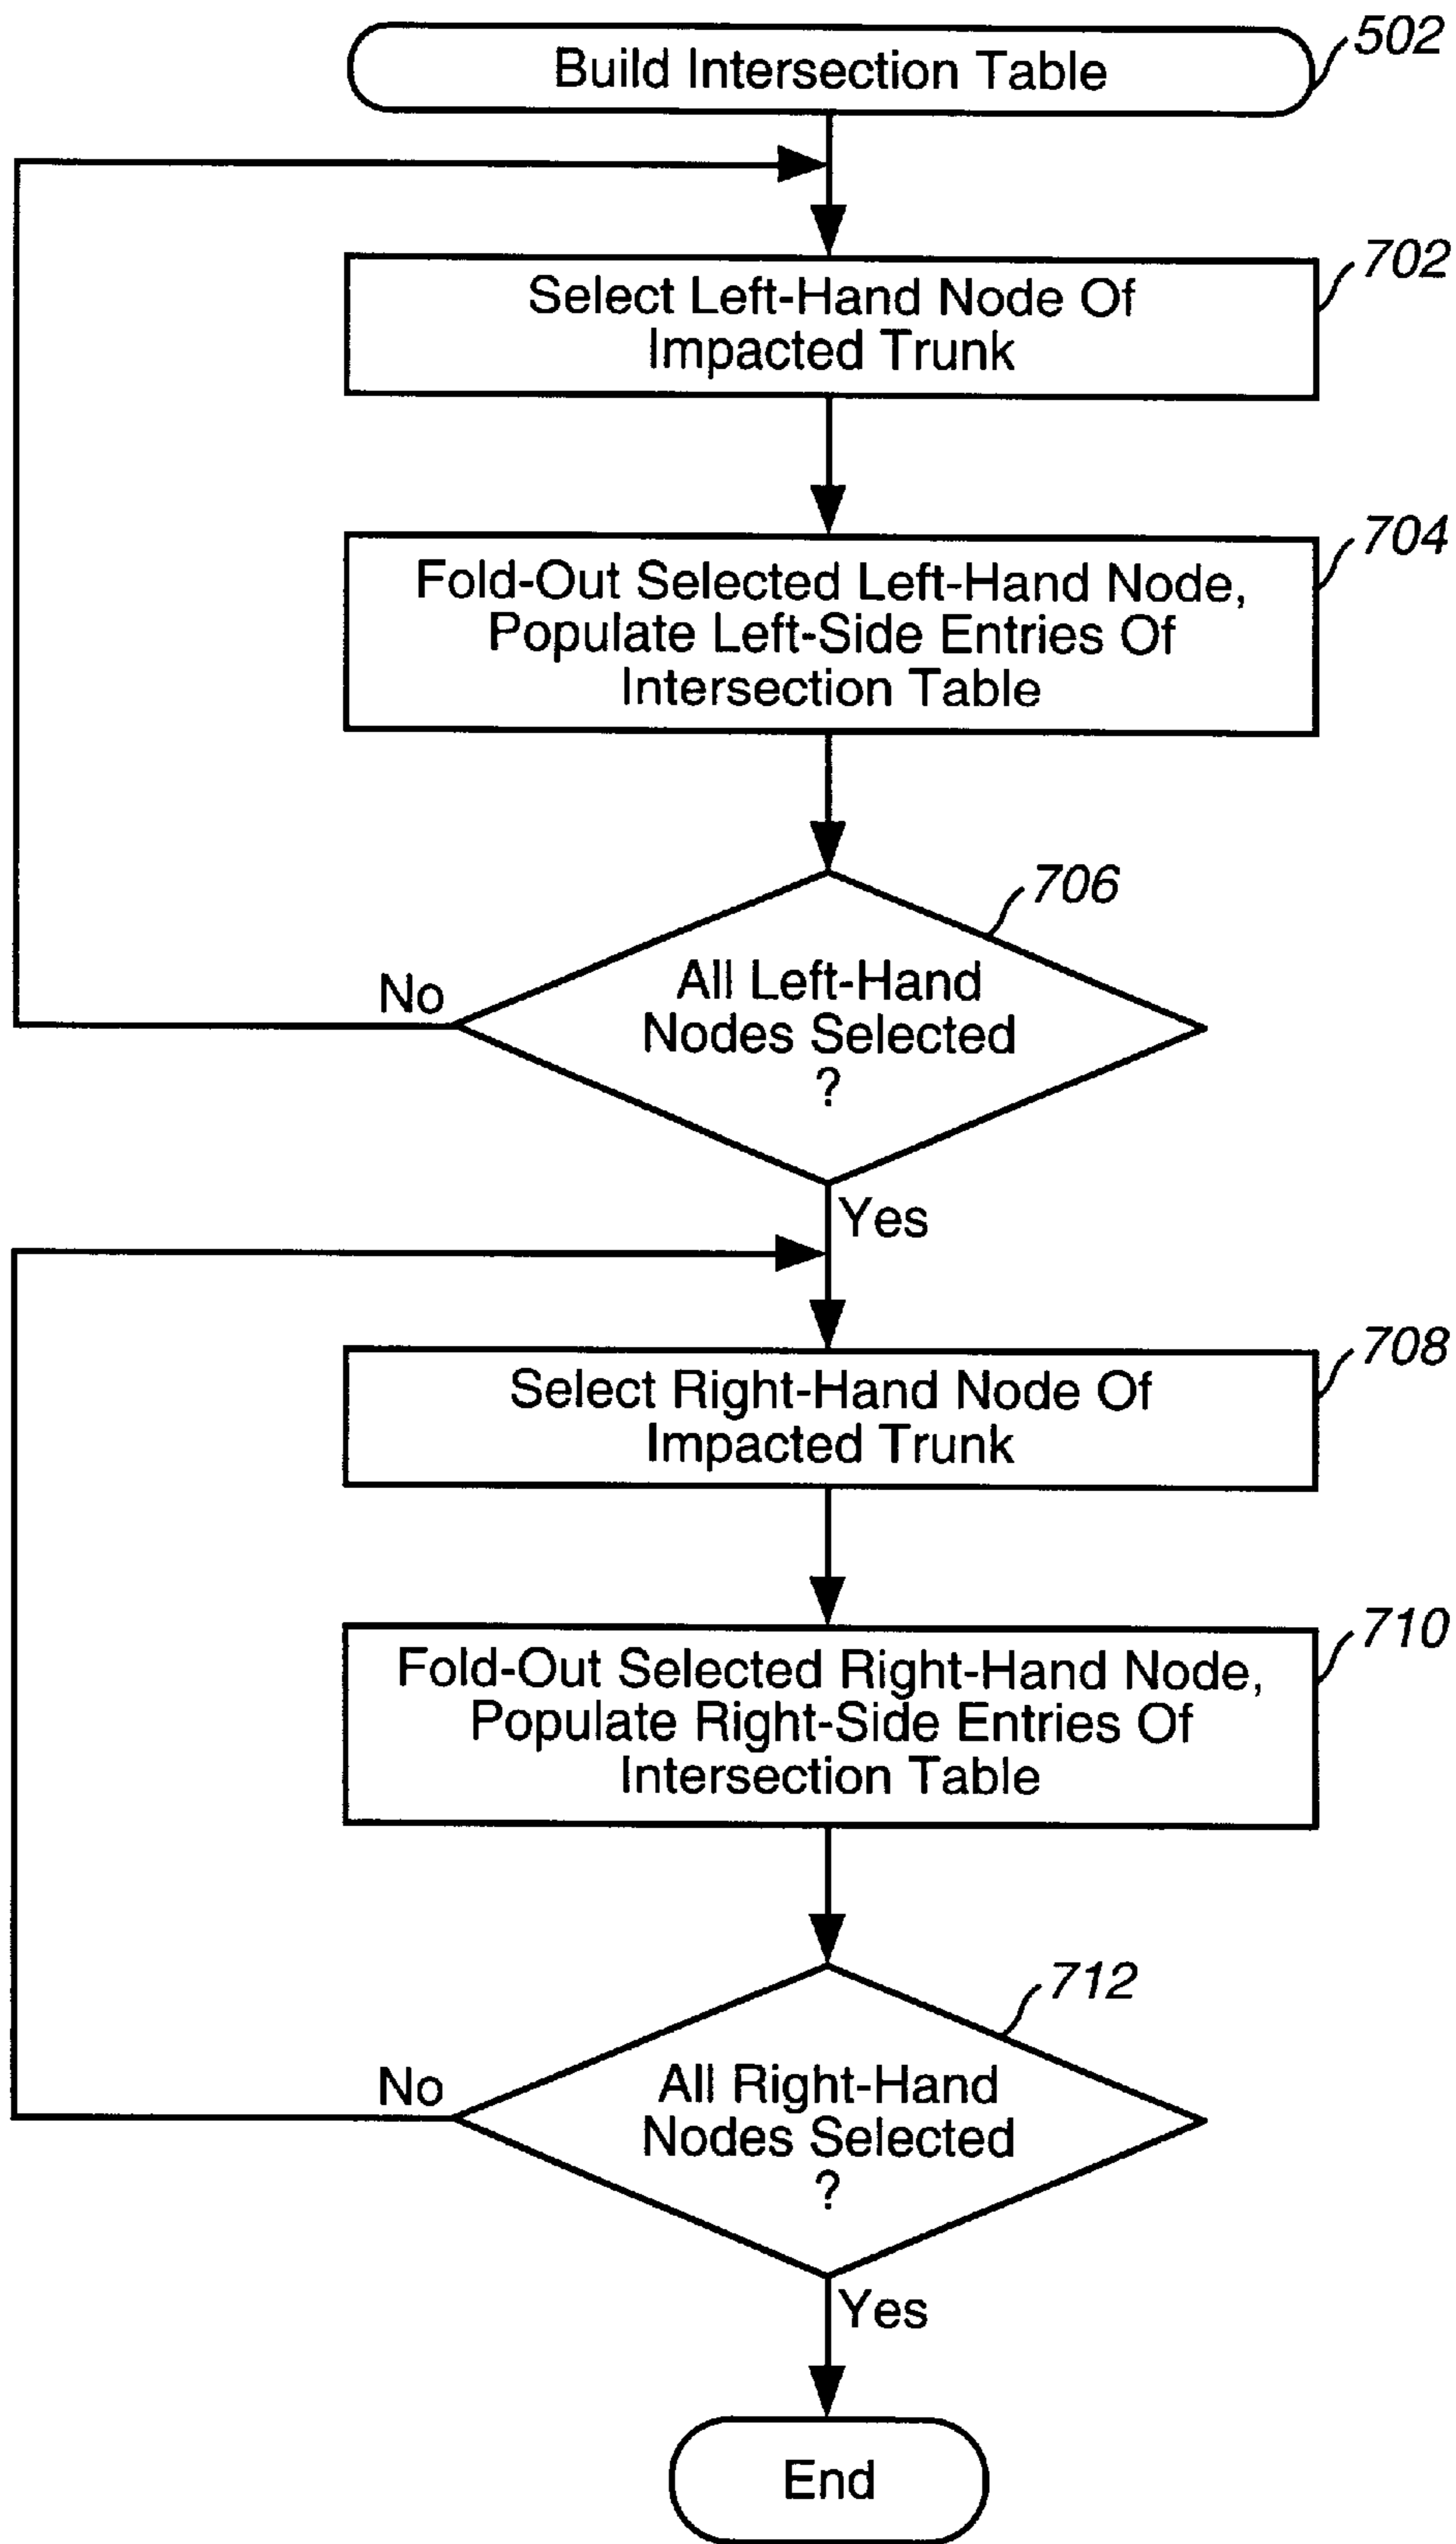 Build Intersection Table
502
Select Left-Hand Node Of
Impacted Trunk
702
Fold-Out Selected Left-Hand Node,
Populate Left-Side Entries Of
Intersection Table
704
706
All Left-Hand
Nodes Selected
?
No
Yes
Select Right-Hand Node Of
Impacted Trunk
708
Fold-Out Selected Right-Hand Node,
Populate Right-Side Entries Of
Intersection Table
710
712
All Right-Hand
Nodes Selected
?
No
Yes
End